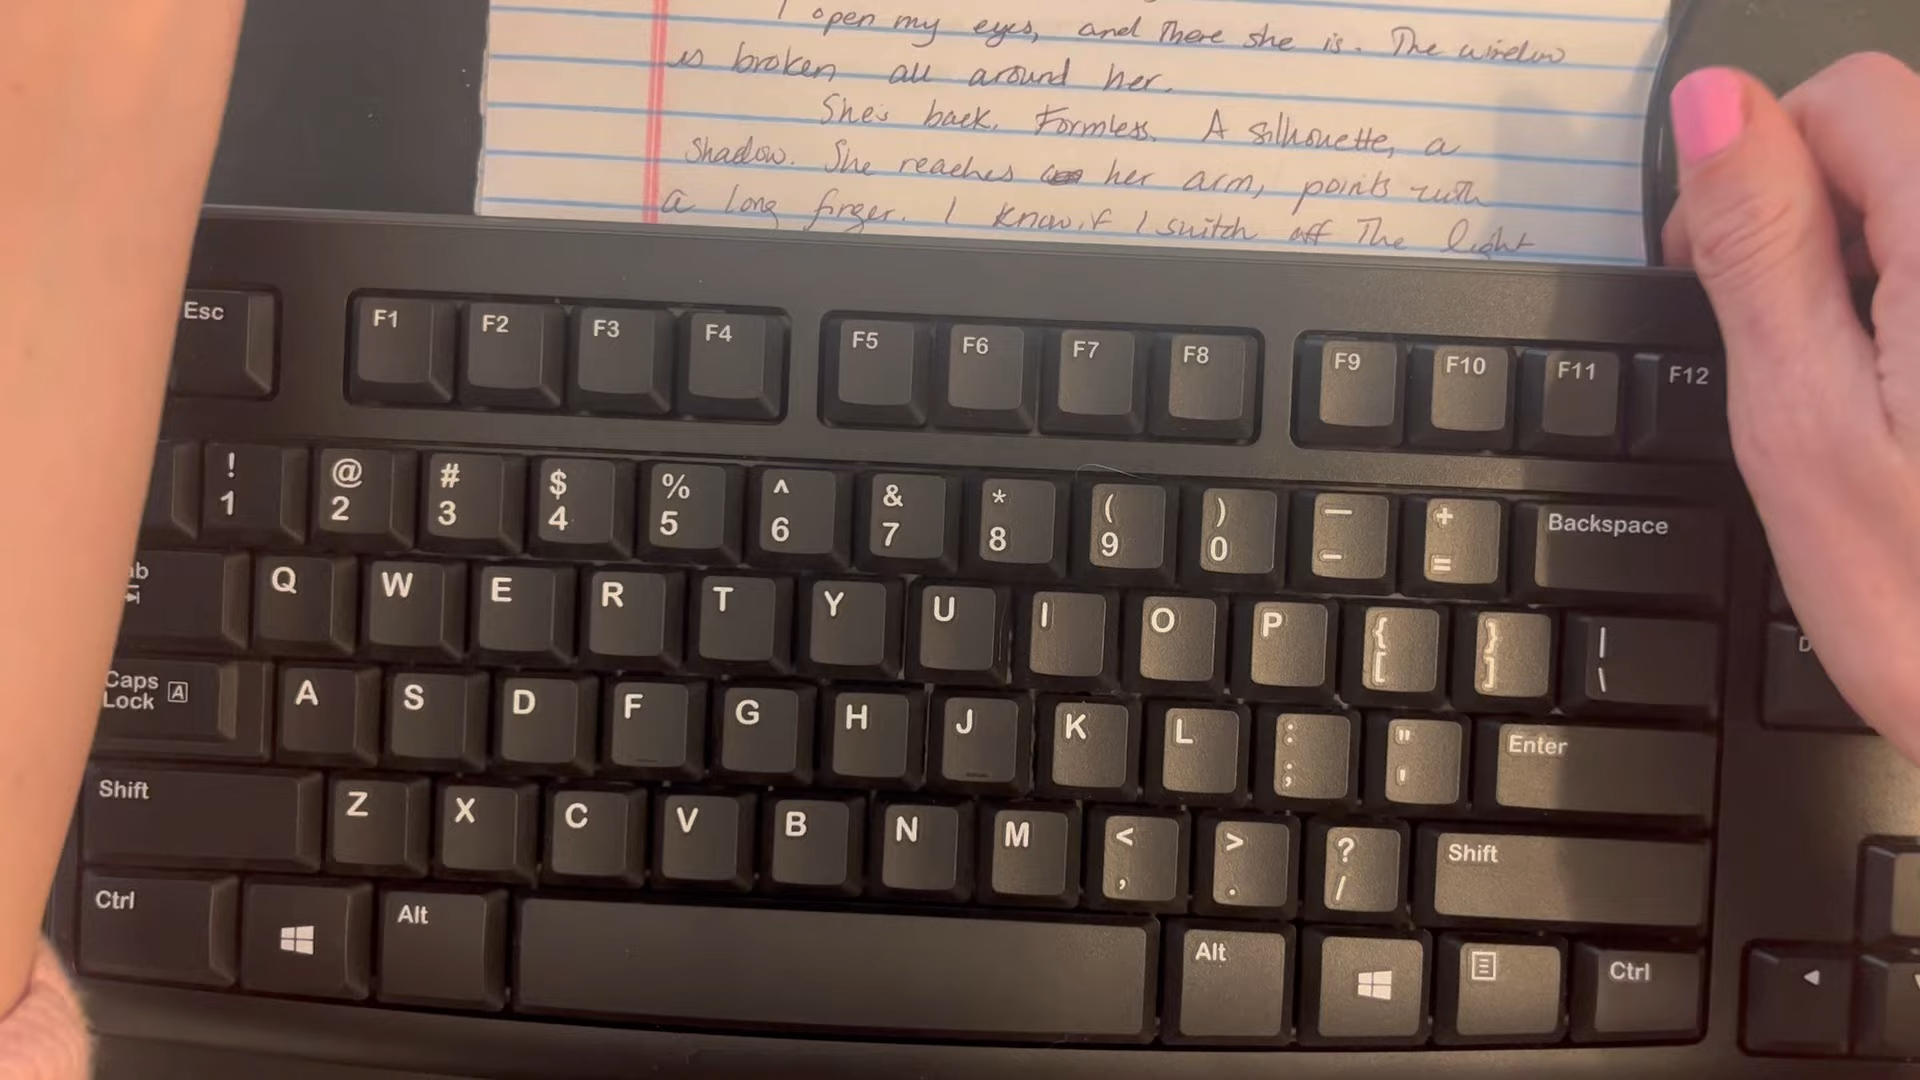 I open my eyes, and There she is. The window
is broken all around her.
She's back. Formless. A silhouette, a
Shadow. She reaches her arm, points with
a long finger. I know, if I switch off The light
Esc F1 F2 F3 F4 F5 F6 F7 F8 F9 F10 F11 F12
! 1 @ 2 # 3 $ 4 % 5 ^ 6 & 7 * 8 ( 9 ) 0 — - + = Backspace
ab Q W E R T Y U I O P { [ } ] | \
Caps Lock A A S D F G H J K L : ; " ' Enter
Shift Z X C V B N M < , > . ? / Shift
Ctrl Alt Alt Ctrl